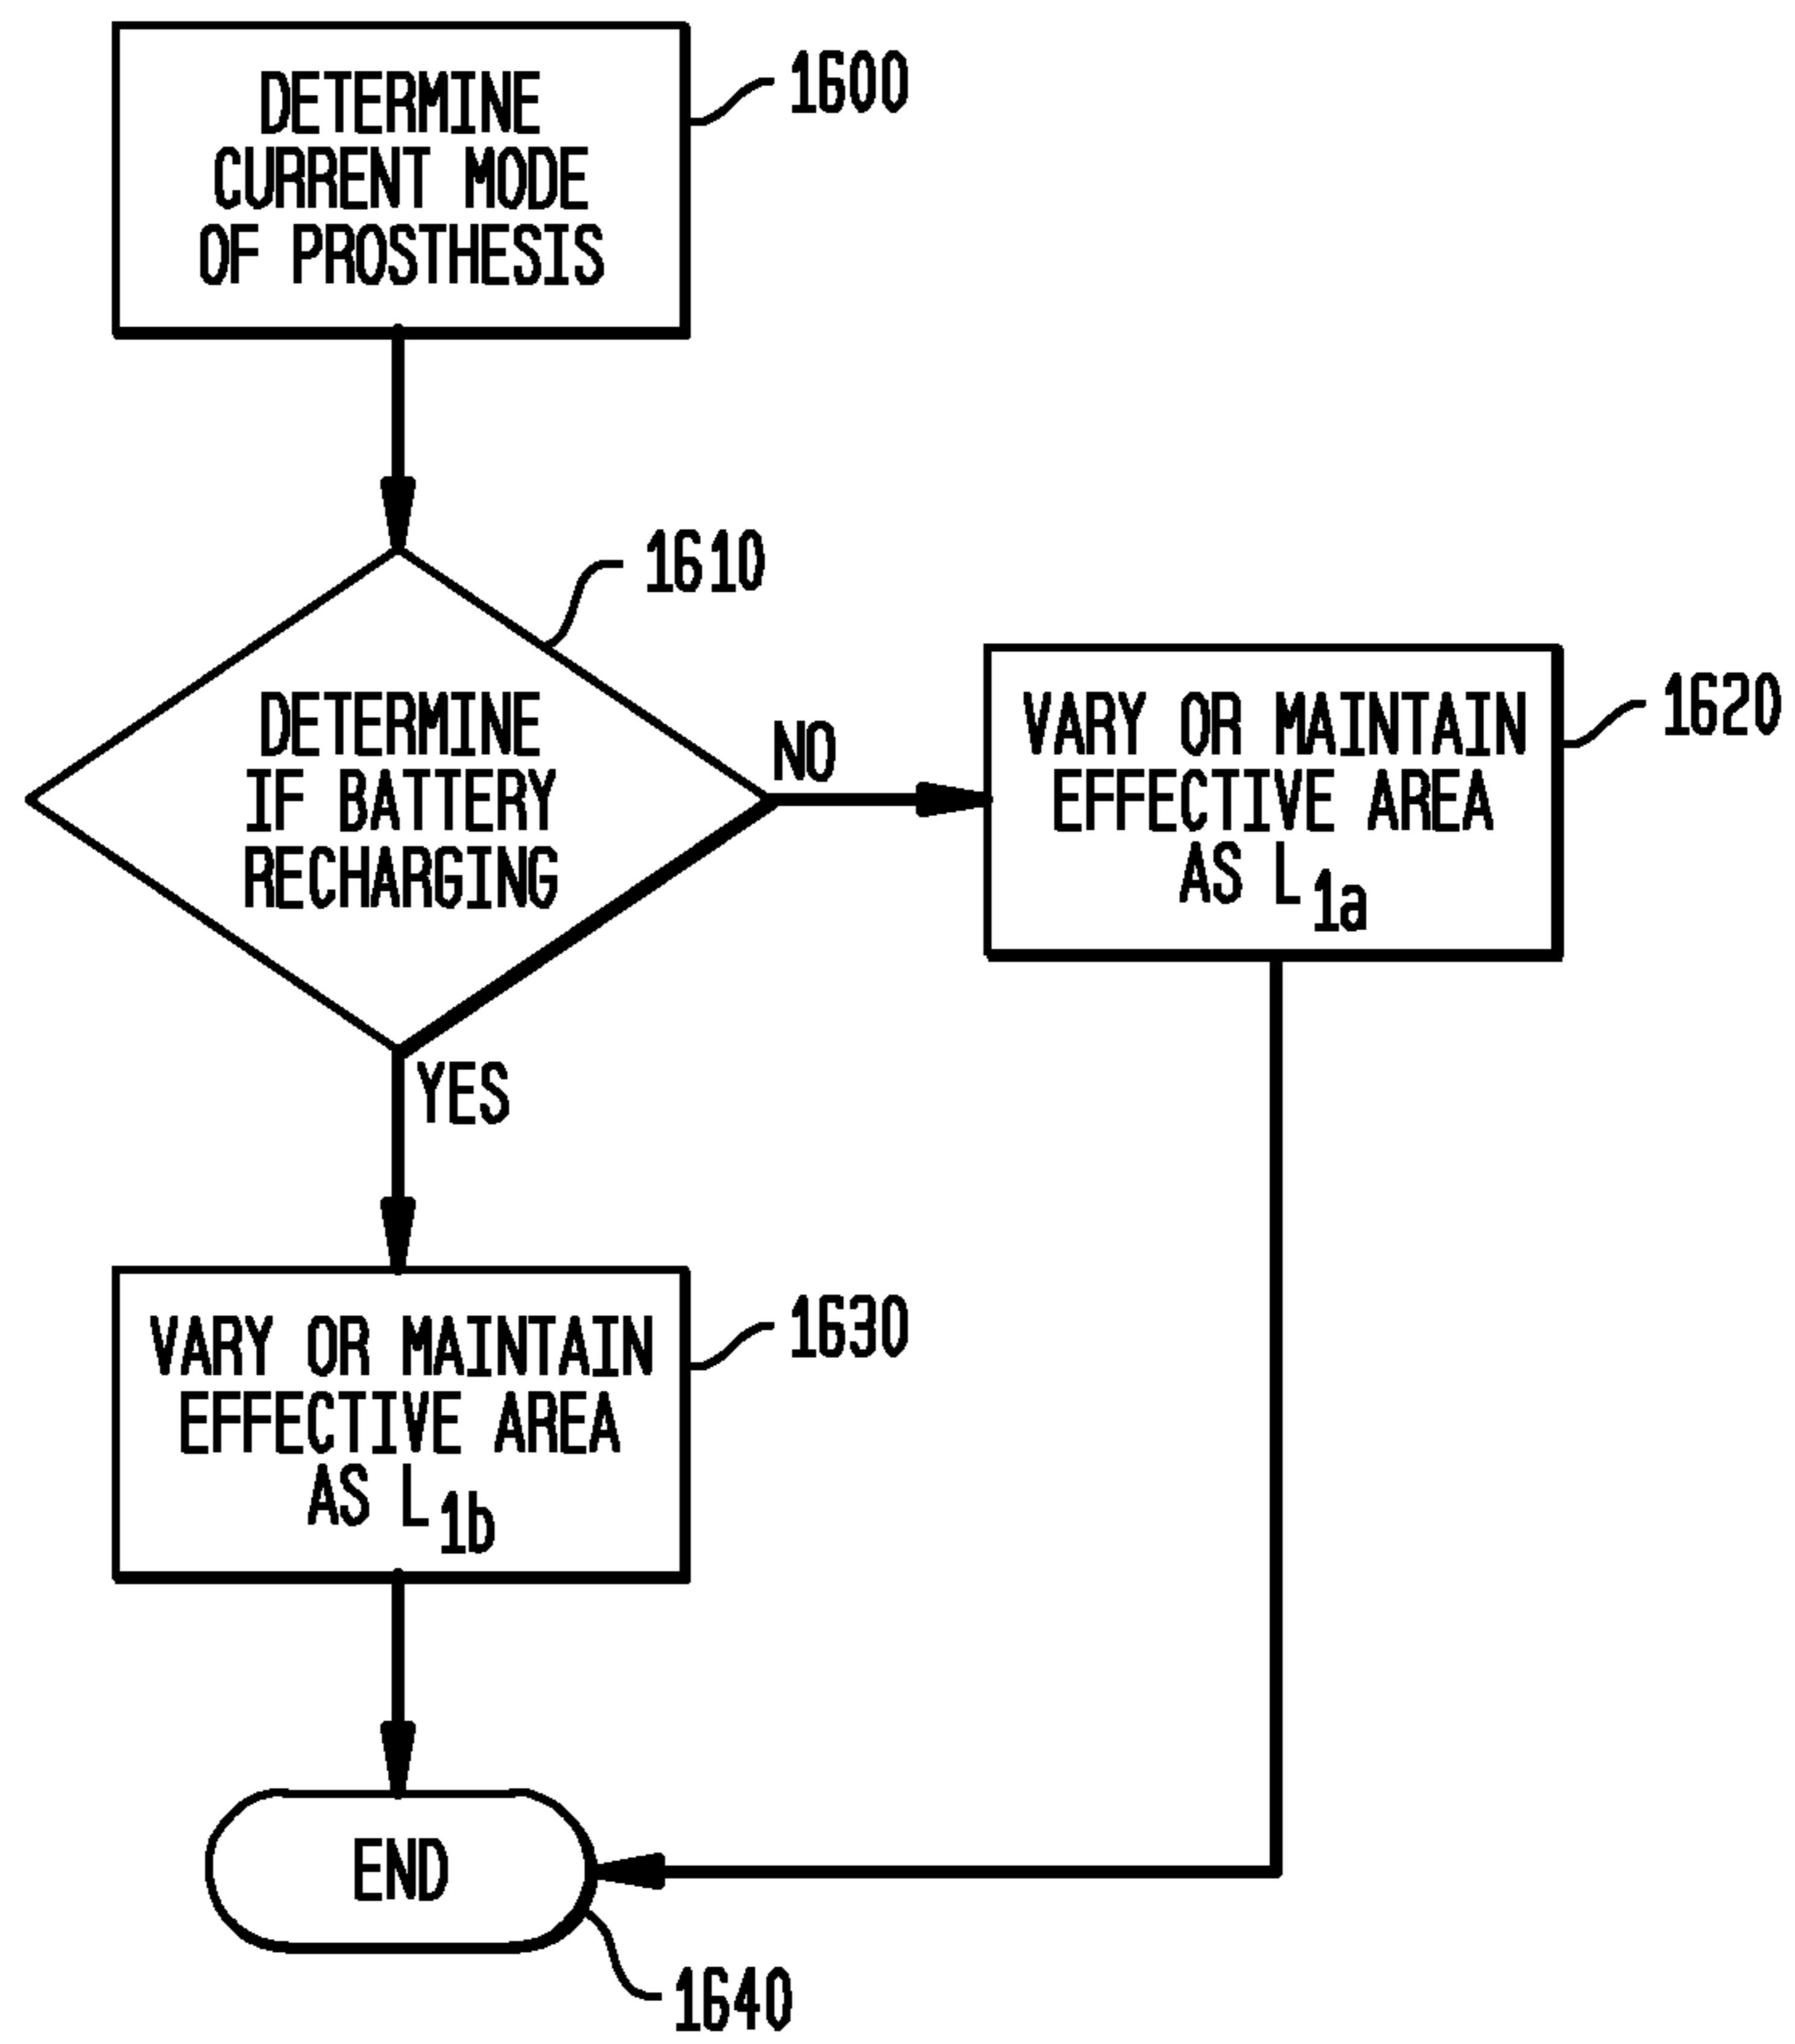 DETERMINE
CURRENT MODE
OF PROSTHESIS
1600
DETERMINE
IF BATTERY
RECHARGING
1610
NO
VARY OR MAINTAIN
EFFECTIVE AREA
AS L1a
1620
YES
VARY OR MAINTAIN
EFFECTIVE AREA
AS L1b
1630
END
1640